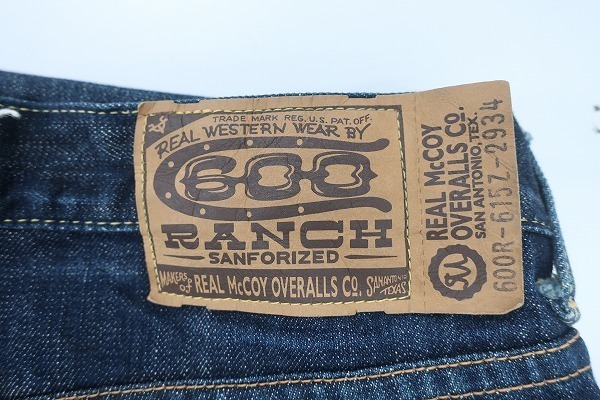 TRADE MARK REG. U.S. PAT. OFF.
REAL WESTERN WEAR BY
600
RANCH
SANFORIZED
MAKERS of REAL McCOY OVERALLS Co. SAN ANTONIO TEXAS
REAL McCOY
OVERALLS Co.
SAN ANTONIO, TEX.
600R-615Z-2934